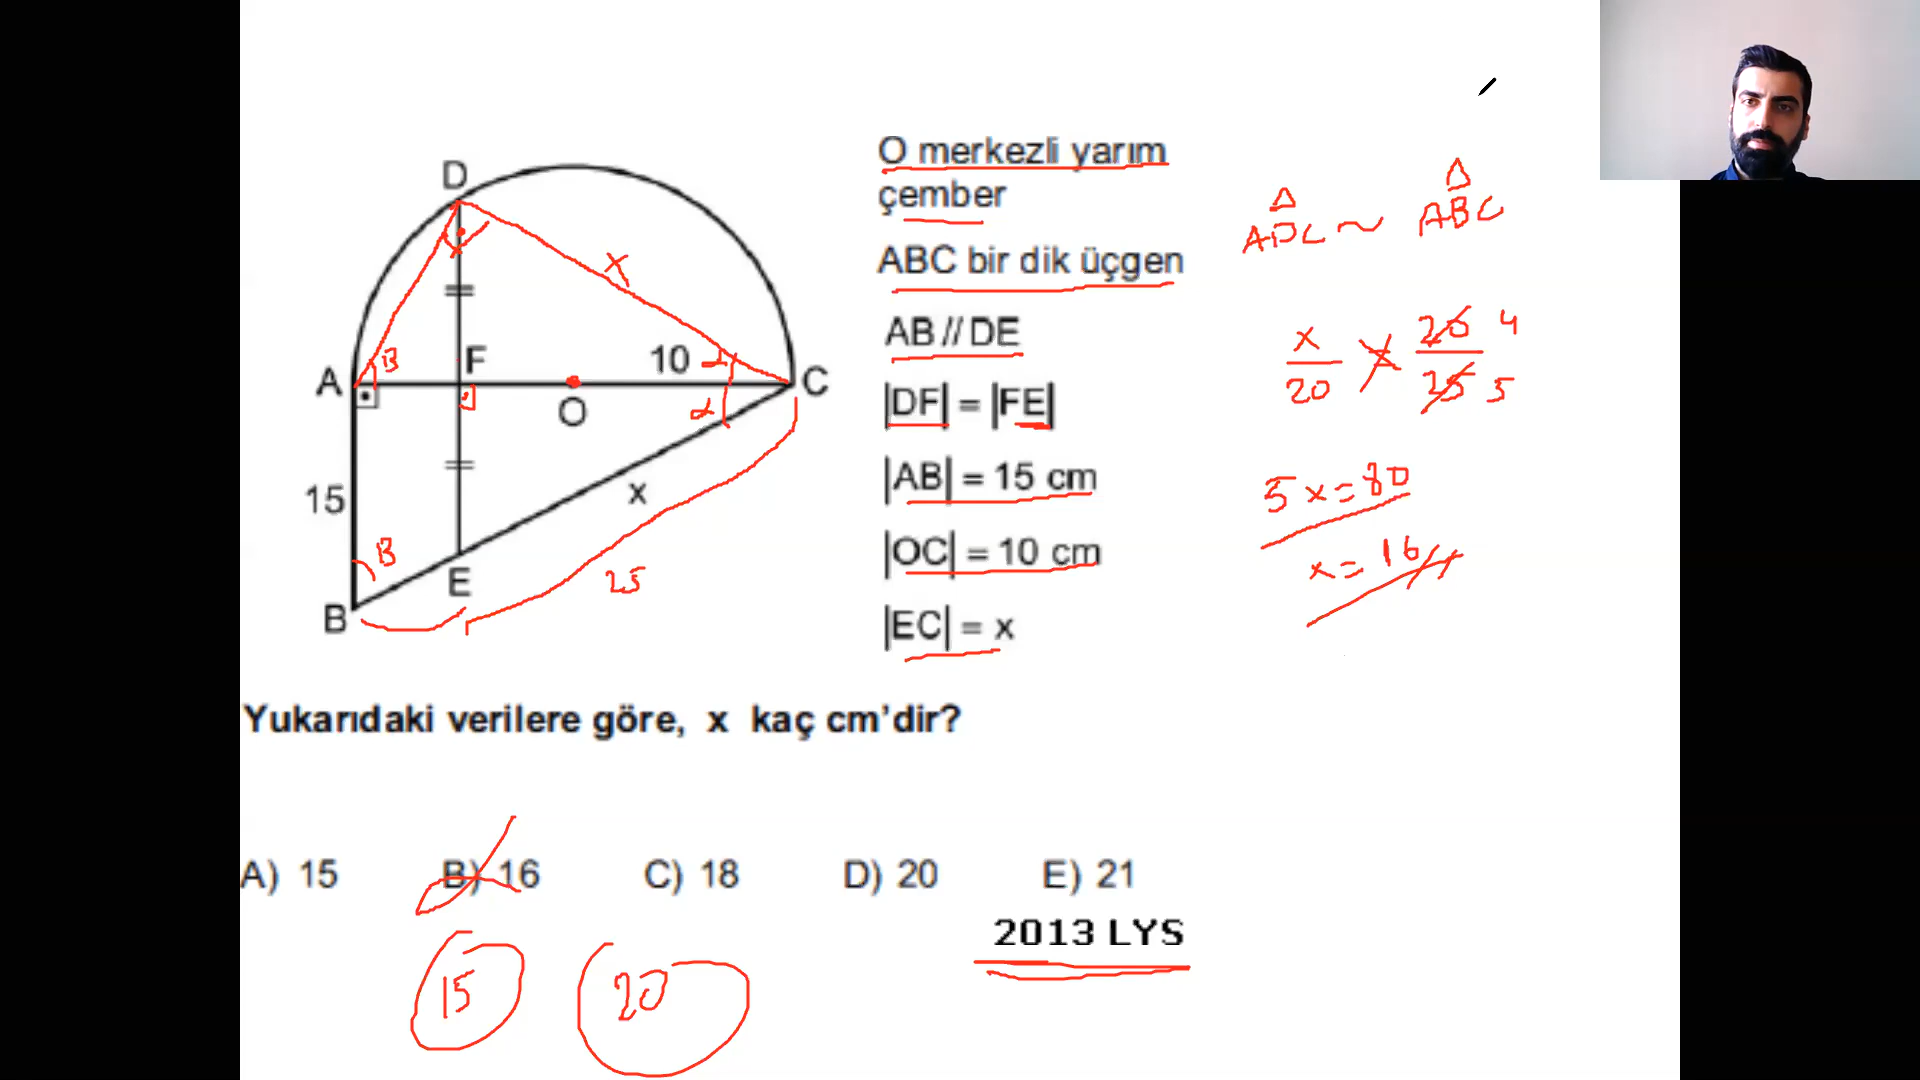 O merkezli yarım
çember
ABC bir dik üçgen
AB // DE
|DF| = |FE|
|AB| = 15 cm
|OC| = 10 cm
|EC| = x
D
A
B
F
10
α
C
O
α
x
x
15
B
E
B
x
25
ADC ~ ABC
x/20 20/25 4 5
5x=80
x=16
Yukarıdaki verilere göre, x kaç cm'dir?
A) 15 B) 16 C) 18 D) 20 E) 21
2013 LYS
15 20